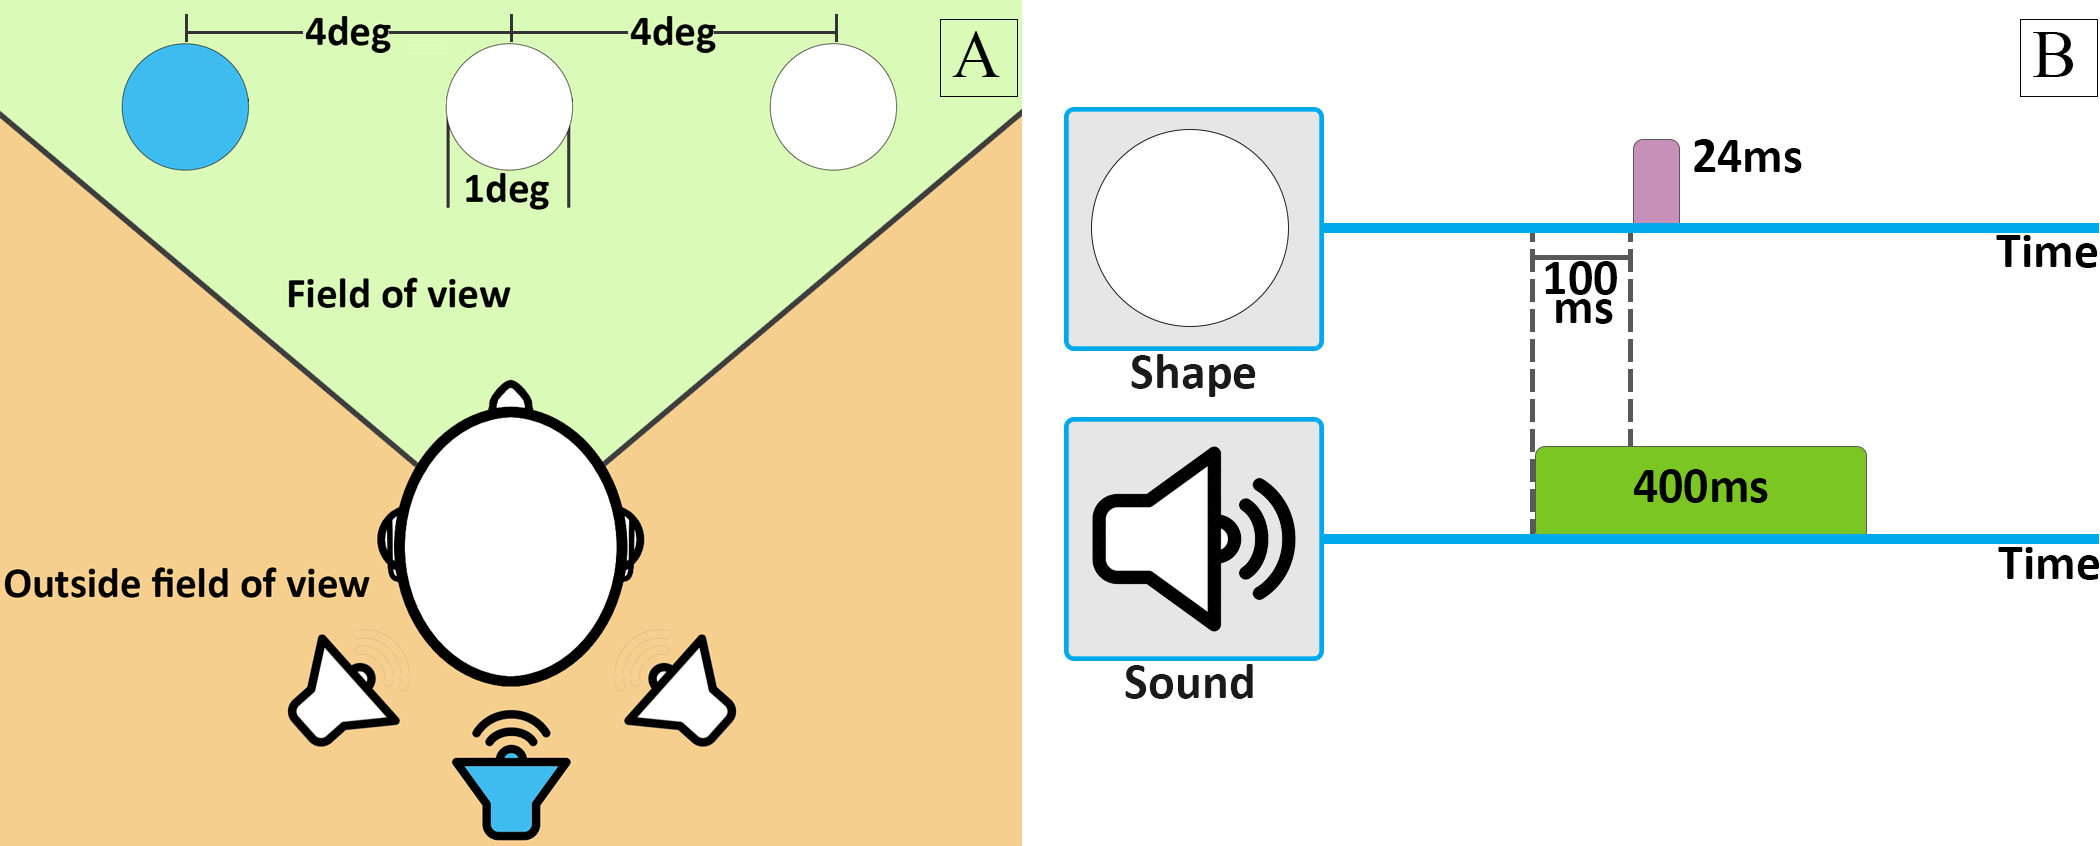 4deg
4deg
A
1deg
Field of view
Outside field of view
B
24ms
Time
100
ms
Shape
400ms
Time
Sound